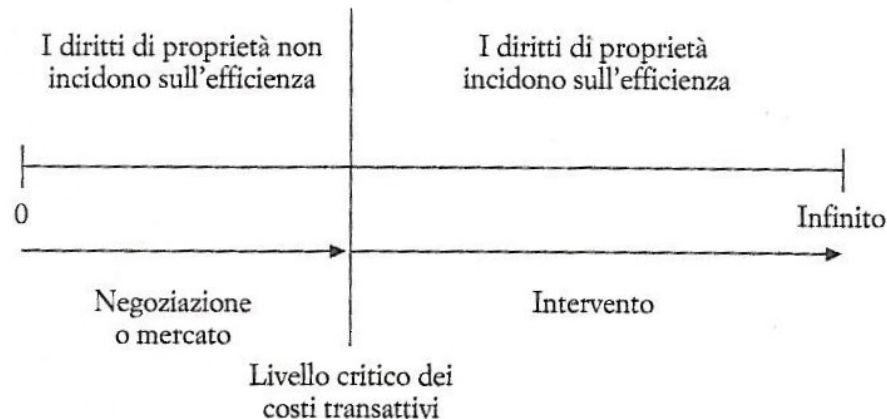 I diritti di proprietà non
incidono sull'efficienza
I diritti di proprietà
incidono sull'efficienza
0
Infinito
Negoziazione
o mercato
Intervento
Livello critico dei
costi transattivi